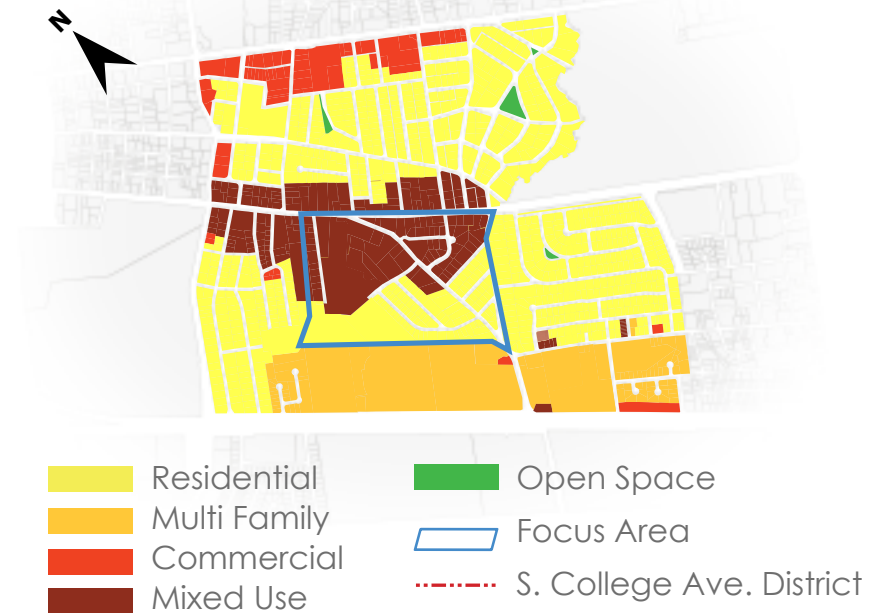 N
Residential
Multi Family
Commercial
Mixed Use
Open Space
Focus Area
S. College Ave. District